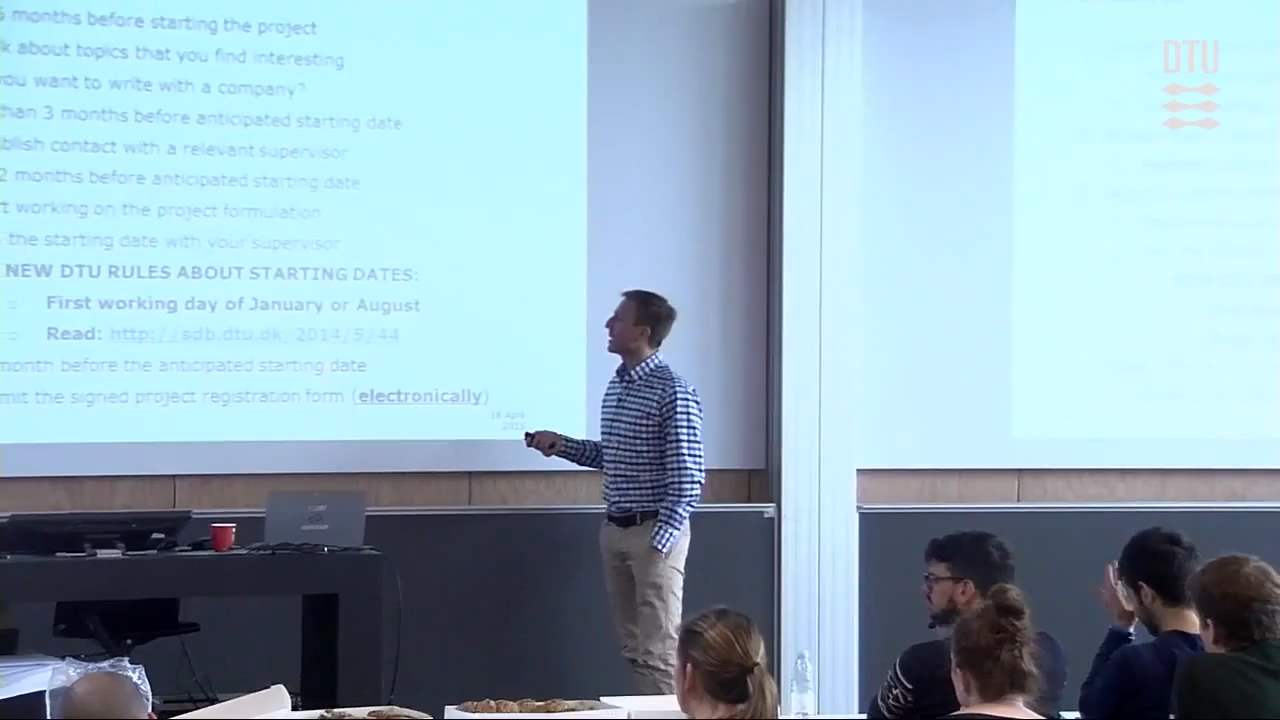 months before starting the project
about topics that you find interesting
you want to write with a company?
than 3 months before anticipated starting date
contact with a relevant supervisor
2 months before anticipated starting date
working on the project formulation
the starting date with your supervisor
NEW DTU RULES ABOUT STARTING DATES:
First working day of January or August
Read: http://sdb.dtu.dk/2014/5/44
month before the anticipated starting date
the signed project registration form (electronically)
DTU